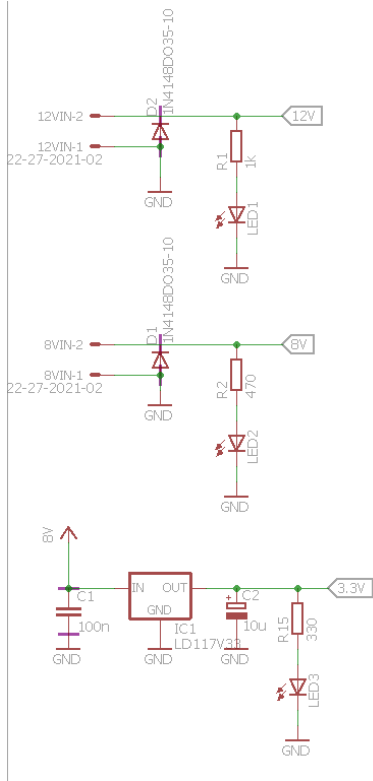 D2
1N4148DO35-10
12VIN-2
12V
12VIN-1
22-27-2021-02
R1
1k
GND
LED1
GND
D1
1N4148DO35-10
8VIN-2
8V
8VIN-1
22-27-2021-02
R2
470
GND
LED2
GND
8V
IN
OUT
GND
C1
100n
C2
+
10u
3.3V
IC1
LD117V33
R15
330
GND
GND
GND
LED3
GND